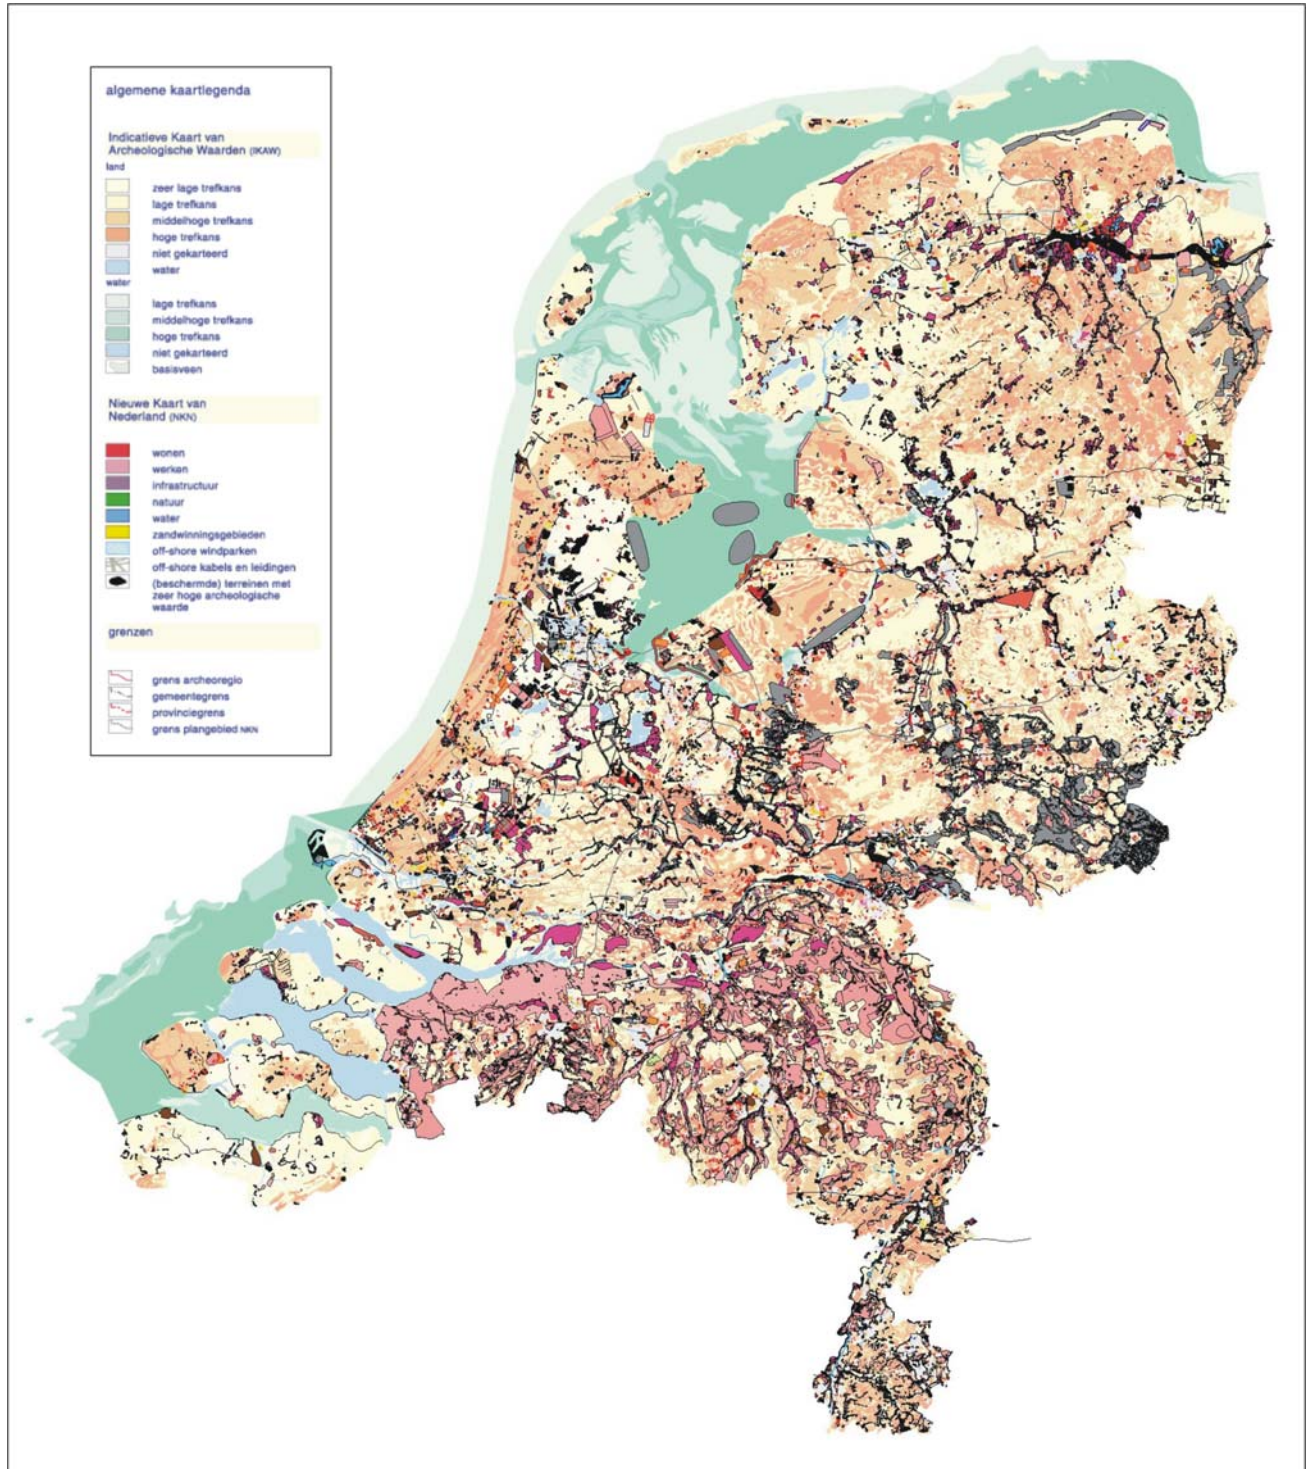 algemene kaartlegenda
Indicatieve Kaart van
Archeologische Waarden (IKAW)
land
zeer lage trefkans
lage trefkans
middelhoge trefkans
hoge trefkans
niet gekarteerd
water
water
lage trefkans
middelhoge trefkans
hoge trefkans
niet gekarteerd
basisveen
Nieuwe Kaart van
Nederland (NKN)
wonen
werken
infrastructuur
natuur
water
zandwinningsgebieden
off-shore windparken
off-shore kabels en leidingen
(beschermde) terreinen met
zeer hoge archeologische
waarde
grenzen
grens archeoregio
gemeentegrens
provinciegrens
grens plangebied NKN